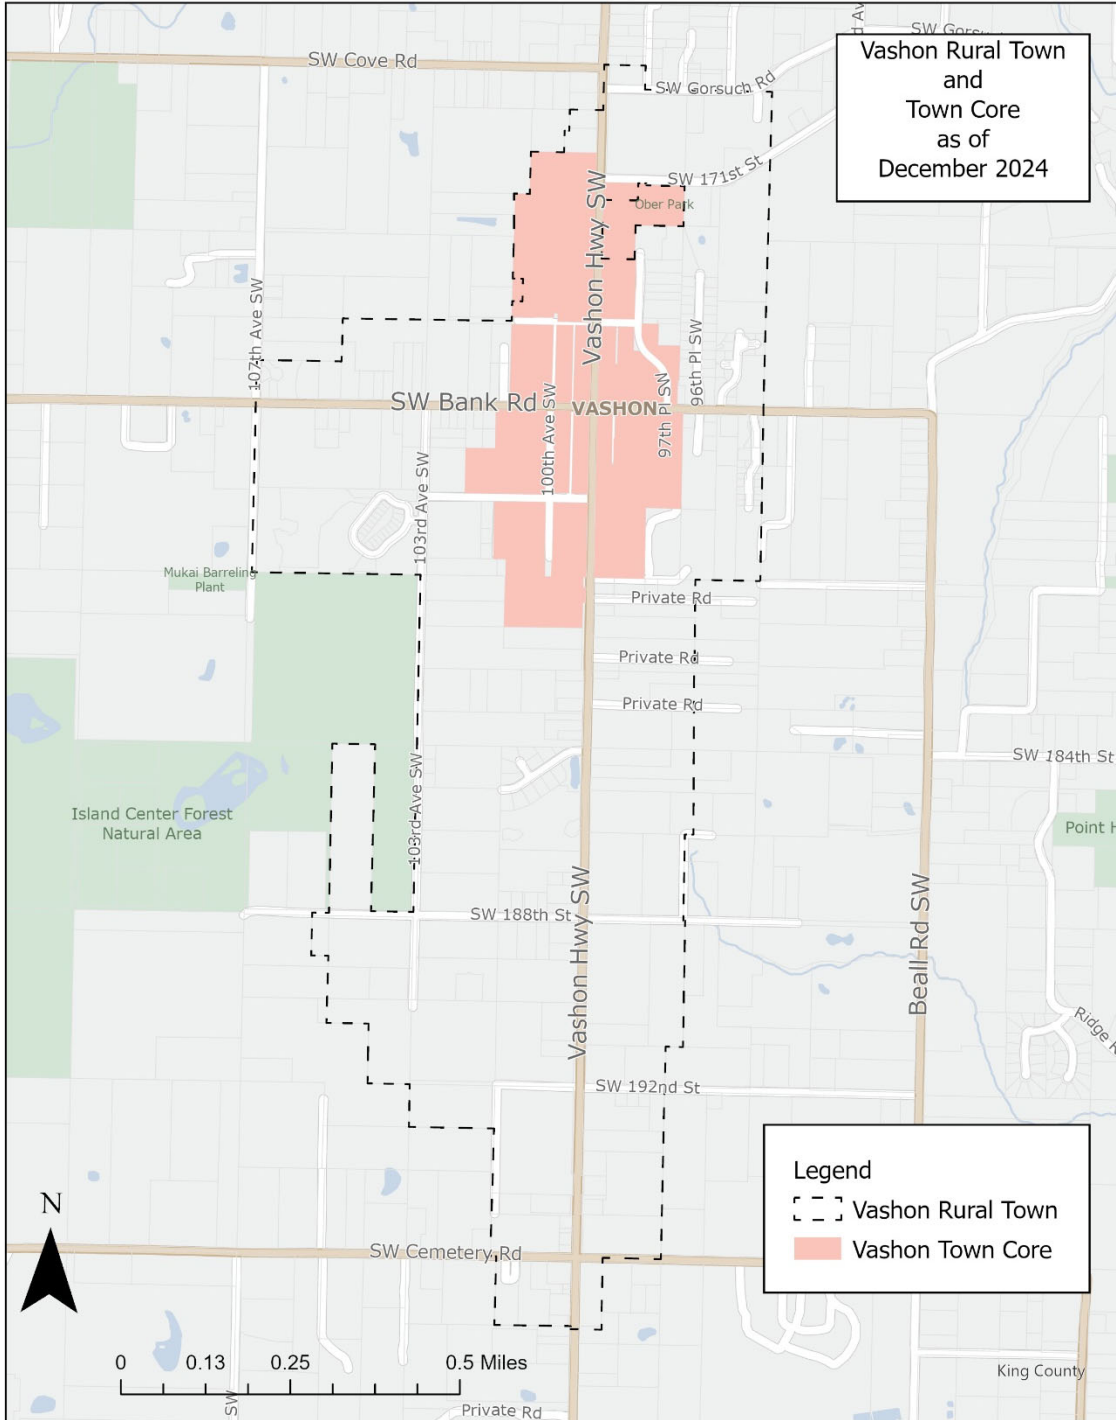 SW Cove Rd
SW Gorsuch
Vashon Rural Town
and
Town Core
as of
December 2024
SW Gorsuch Rd
SW 171st St
Ober Park
Vashon Hwy SW
107th Ave SW
96th Pl SW
SW Bank Rd
VASHON
97th Pl SW
100th Ave SW
103rd Ave SW
Mukai Barreling
Plant
Private Rd
Private Rd
Private Rd
SW 184th St
103rd Ave SW
Island Center Forest
Natural Area
Point H
SW 188th St
Vashon Hwy SW
Beall Rd SW
Ridge R
SW 192nd St
Legend
Vashon Rural Town
Vashon Town Core
N
SW Cemetery Rd
0 0.13 0.25 0.5 Miles
King County
SW
Private Rd